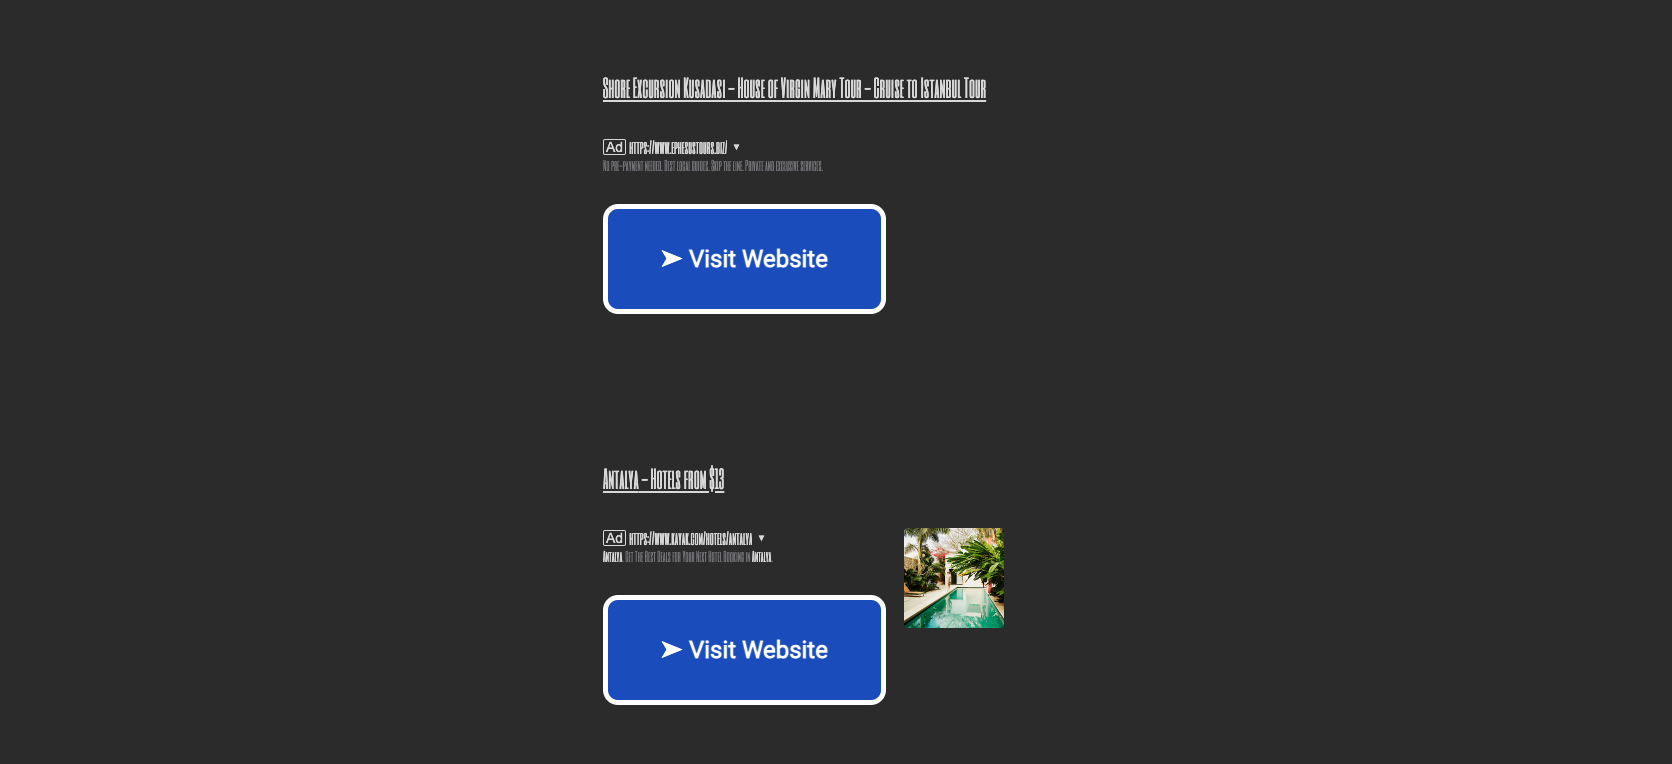 Shore Excursion Kusadasi - House of Virgin Mary Tour - Cruise to Istanbul Tour
Ad https://www.ephesustours.biz/ ▼
No pre-payment needed. Best local guides. Skip the line. Private and exclusive services.
➤ Visit Website
Antalya - Hotels from $13
Ad https://www.kayak.com/hotels/antalya ▼
Antalya. Get The Best Deals for Your Next Hotel Booking in Antalya.
➤ Visit Website